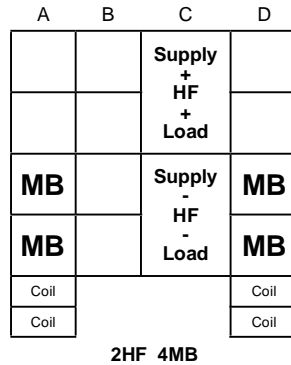 A B C D
Supply
+
HF
+
Load
MB Supply MB
-
HF
-
MB Load MB
Coil Coil
Coil Coil
2HF 4MB